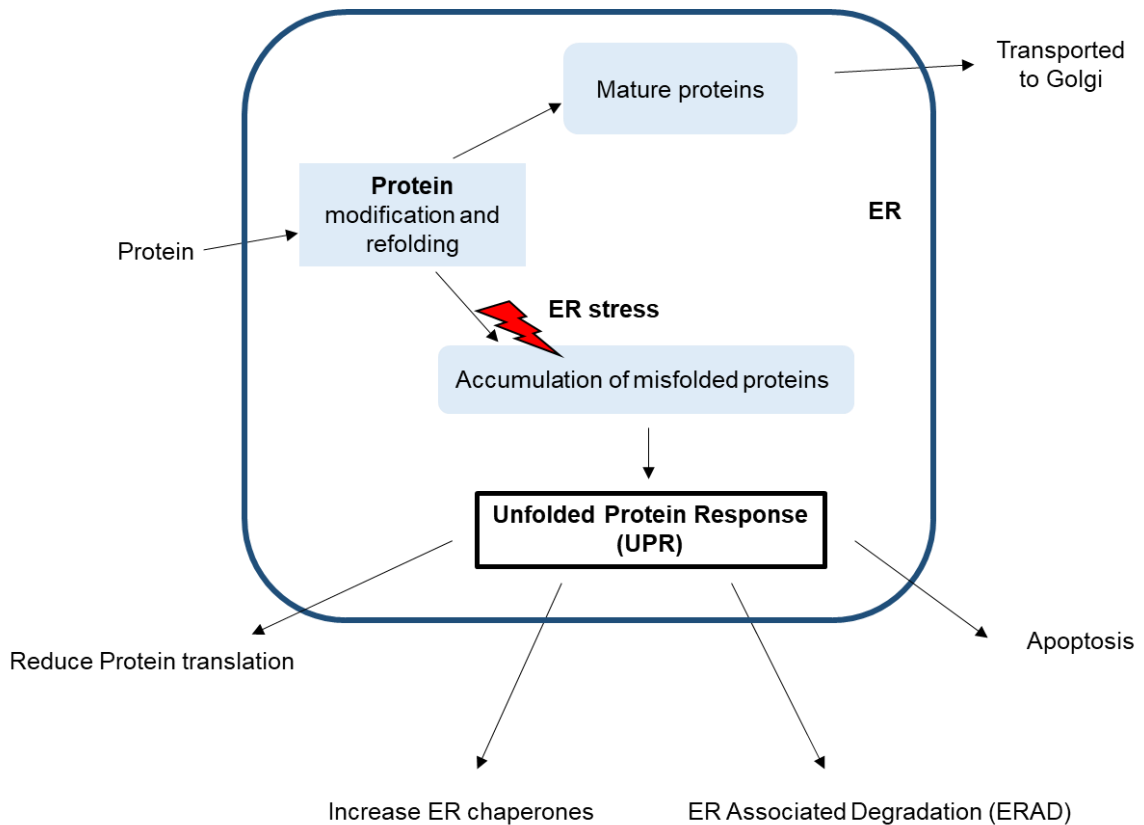 Transported
to Golgi
Mature proteins
Protein
modification and
refolding
ER
Protein
ER stress
Accumulation of misfolded proteins
Unfolded Protein Response
(UPR)
Reduce Protein translation
Apoptosis
Increase ER chaperones
ER Associated Degradation (ERAD)